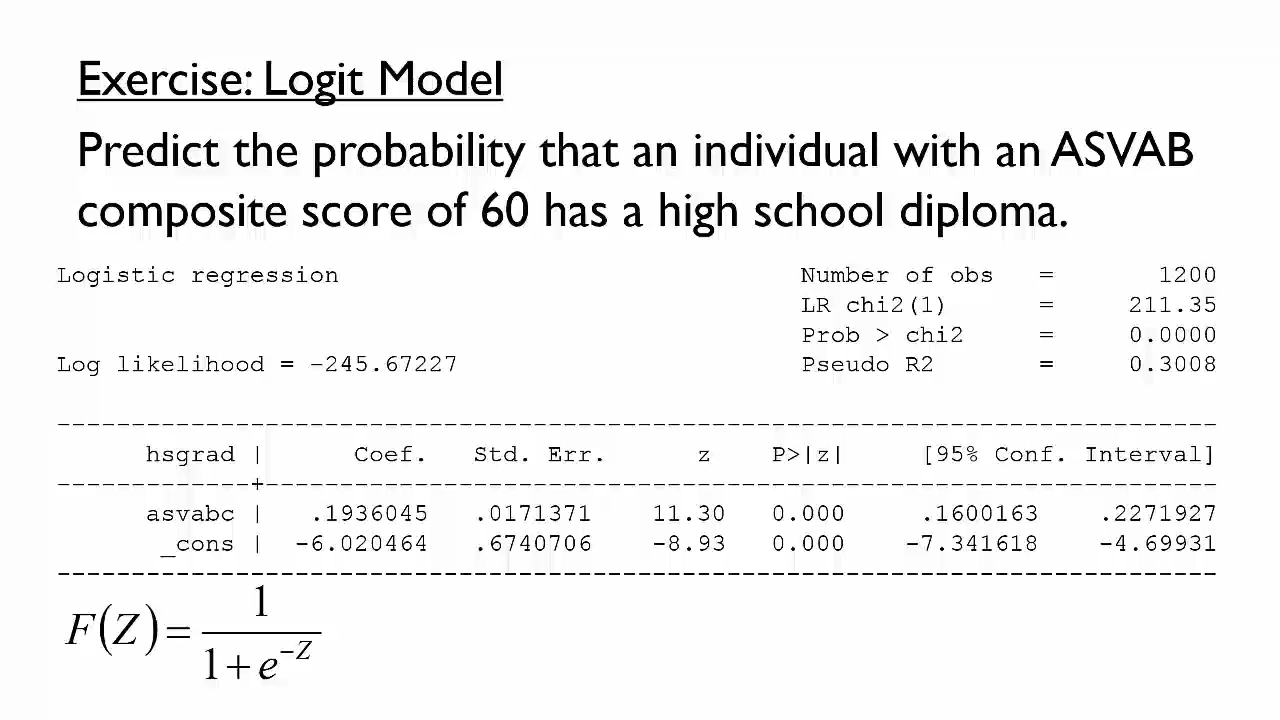 Exercise: Logit Model
Predict the probability that an individual with an ASVAB
composite score of 60 has a high school diploma.
Logistic regression Number of obs = 1200
LR chi2(1) = 211.35
Prob > chi2 = 0.0000
Log likelihood = -245.67227 Pseudo R2 = 0.3008
------------------------------------------------------------------------------
hsgrad | Coef. Std. Err. z P>|z| [95% Conf. Interval]
-------------+----------------------------------------------------------------
asvabc | .1936045 .0171371 11.30 0.000 .1600163 .2271927
_cons | -6.020464 .6740706 -8.93 0.000 -7.341618 -4.69931
------------------------------------------------------------------------------
F(Z) = 1 / (1 + e^{-Z})